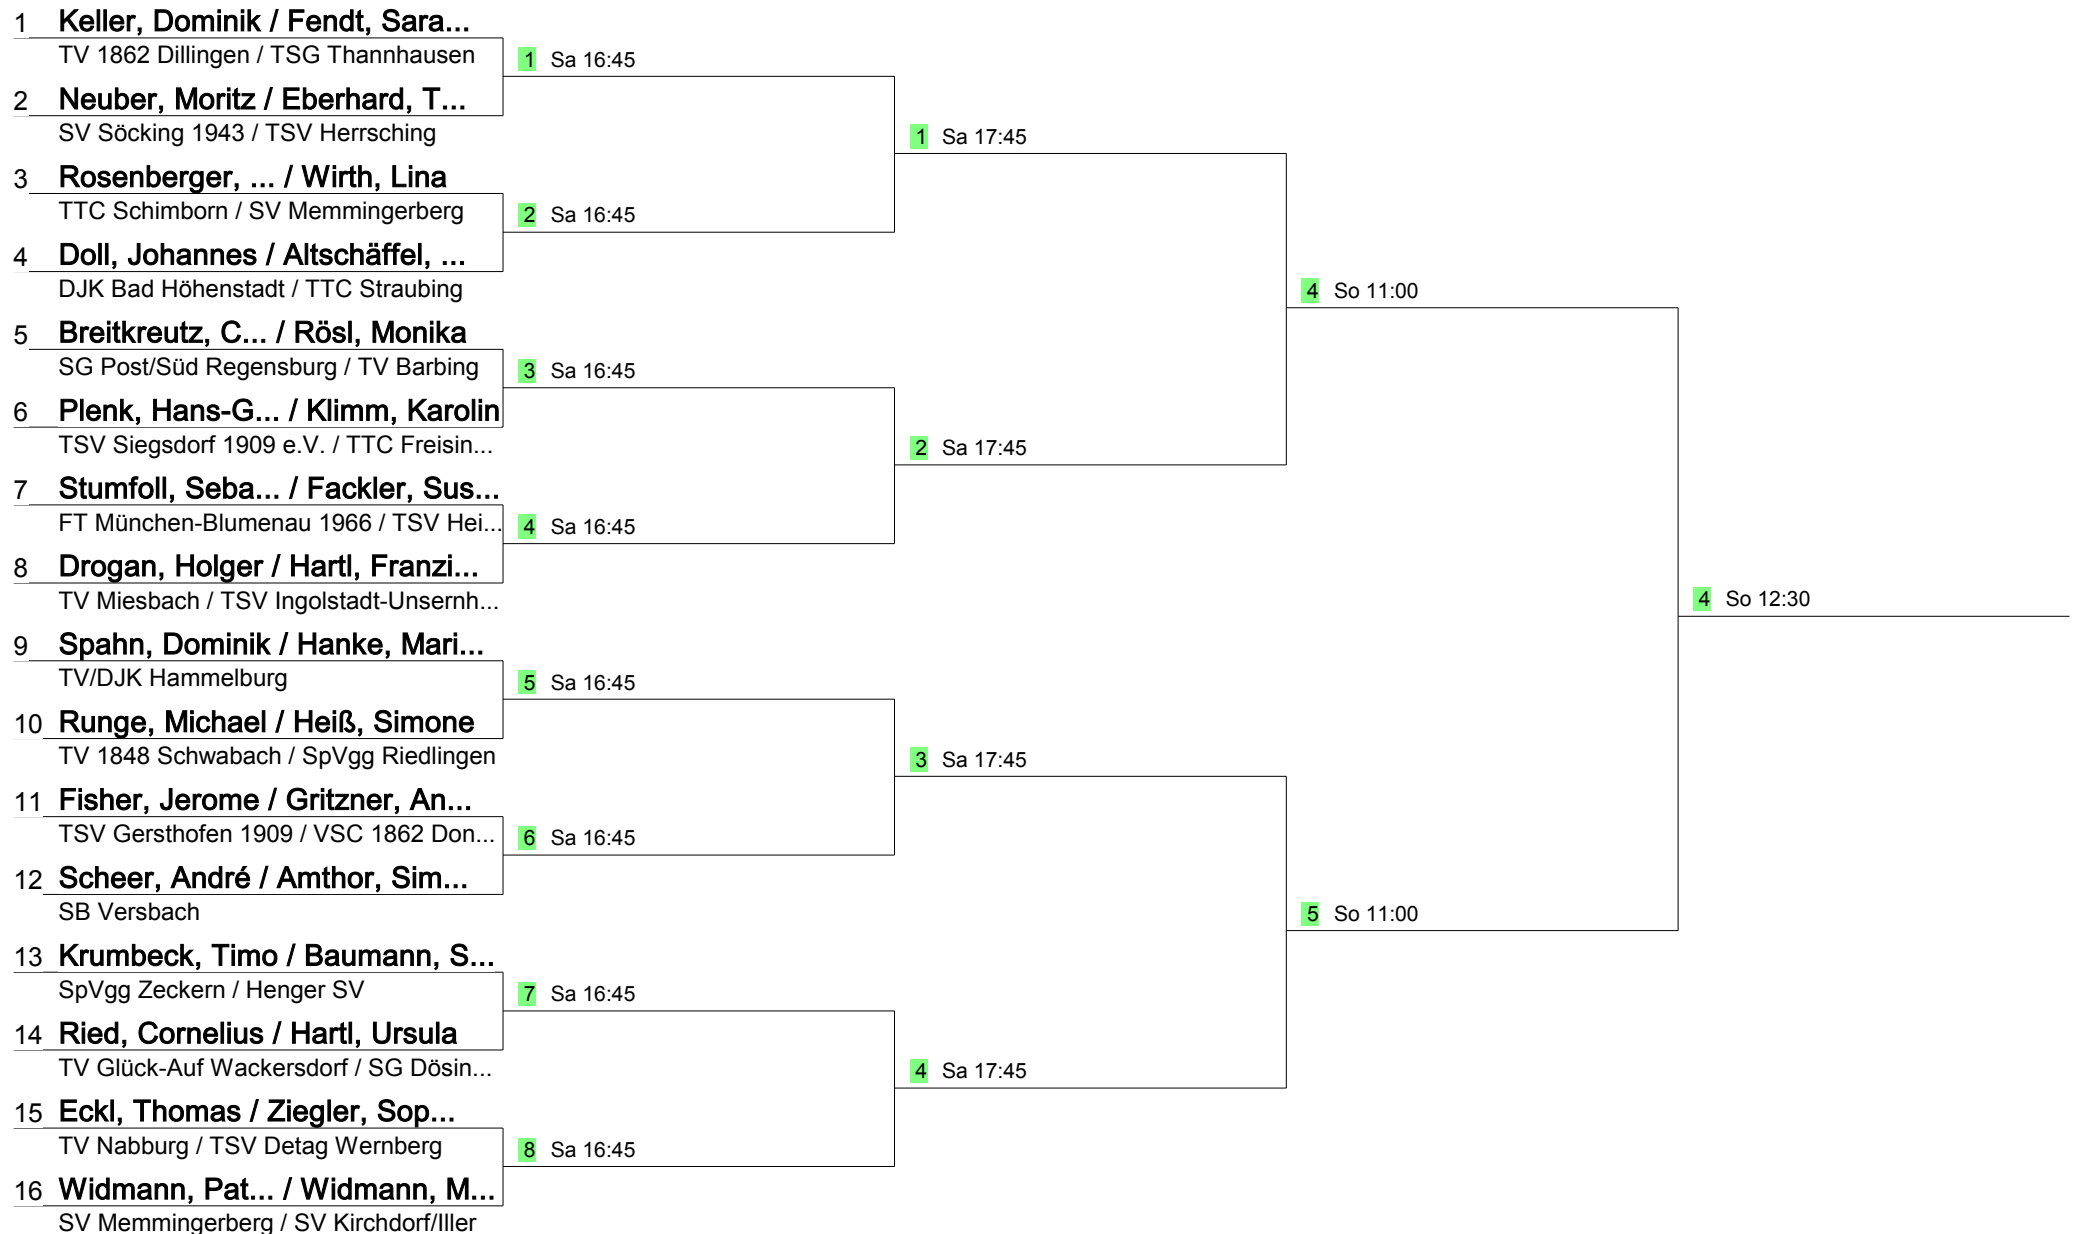 1 Keller, Dominik / Fendt, Sara...
TV 1862 Dillingen / TSG Thannhausen
1 Sa 16:45
2 Neuber, Moritz / Eberhard, T...
SV Söcking 1943 / TSV Herrsching
1 Sa 17:45
3 Rosenberger, ... / Wirth, Lina
TTC Schimborn / SV Memmingerberg
2 Sa 16:45
4 Doll, Johannes / Altschäffel, ...
DJK Bad Höhenstadt / TTC Straubing
4 So 11:00
5 Breitkreutz, C... / Rösl, Monika
SG Post/Süd Regensburg / TV Barbing
3 Sa 16:45
6 Plenk, Hans-G... / Klimm, Karolin
TSV Siegsdorf 1909 e.V. / TTC Freisin...
2 Sa 17:45
7 Stumfoll, Seba... / Fackler, Sus...
FT München-Blumenau 1966 / TSV Hei...
4 Sa 16:45
8 Drogan, Holger / Hartl, Franzi...
TV Miesbach / TSV Ingolstadt-Unsernh...
4 So 12:30
9 Spahn, Dominik / Hanke, Mari...
TV/DJK Hammelburg
5 Sa 16:45
10 Runge, Michael / Heiß, Simone
TV 1848 Schwabach / SpVgg Riedlingen
3 Sa 17:45
11 Fisher, Jerome / Gritzner, An...
TSV Gersthofen 1909 / VSC 1862 Don...
6 Sa 16:45
12 Scheer, André / Amthor, Sim...
SB Versbach
5 So 11:00
13 Krumbeck, Timo / Baumann, S...
SpVgg Zeckern / Henger SV
7 Sa 16:45
14 Ried, Cornelius / Hartl, Ursula
TV Glück-Auf Wackersdorf / SG Dösin...
4 Sa 17:45
15 Eckl, Thomas / Ziegler, Sop...
TV Nabburg / TSV Detag Wernberg
8 Sa 16:45
16 Widmann, Pat... / Widmann, M...
SV Memmingerberg / SV Kirchdorf/Iller